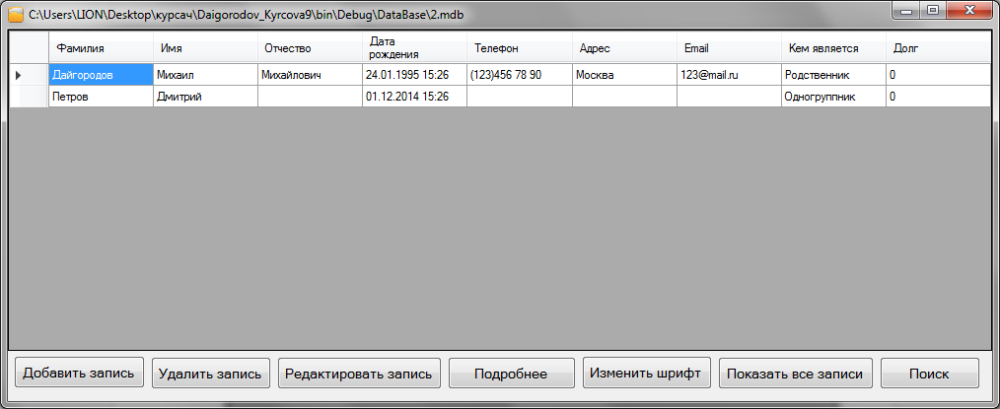 C:\Users\LION\Desktop\курсач\Daigorodov_Kyrcova9\bin\Debug\DataBase\2.mdb
Фамилия Имя Отчество Дата рождения Телефон Адрес Email Кем является Долг
Дайгородов Михаил Михайлович 24.01.1995 15:26 (123)456 78 90 Москва 123@mail.ru Родственник 0
Петров Дмитрий 01.12.2014 15:26 Одногруппник 0
Добавить запись Удалить запись Редактировать запись Подробнее Изменить шрифт Показать все записи Поиск